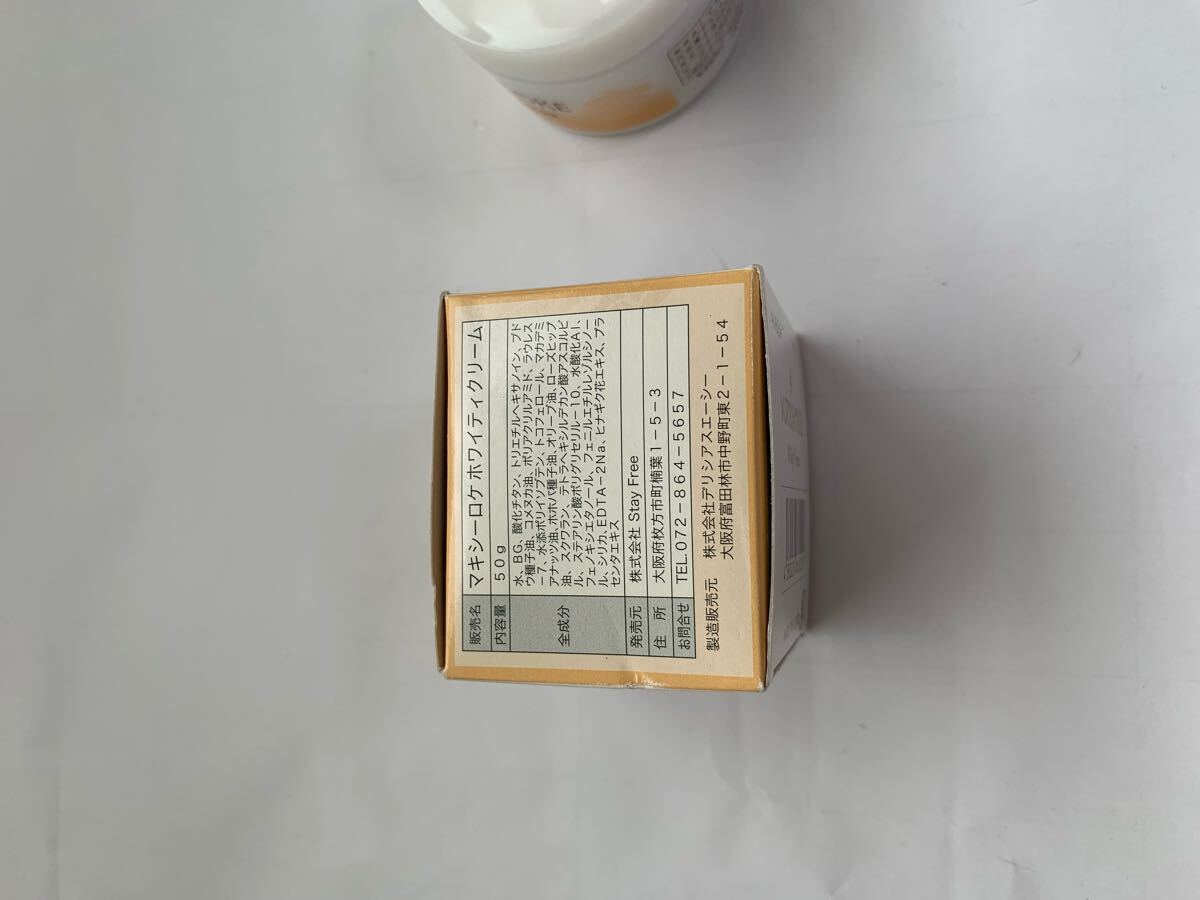 販売名 マキシーロケ ホワイティクリーム
内容量 50g
全成分 水、BG、酸化チタン、トリエチルヘキサノイン、ブド
ウ種子油、コメヌカ油、ポリアクリルアミド、ラウレス
－7、水添ポリイソブテン、トコフェロール、マカデミ
アナッツ油、ホホバ種子油、オリーブ油、ローズヒップ
油、スクワラン、テトラヘキシルデカン酸アスコルビ
ル、ステアリン酸ポリグリセリル－10、水酸化Al、
フェノキシエタノール、フェニルエチルレゾルシノー
ル、シリカ、EDTA－2Na、ヒナギク花エキス、プラ
センタエキス
発売元 株式会社 Stay Free
住所 大阪府枚方市町楠葉1－5－3
お問合せ TEL.072－864－5657
製造販売元 株式会社デリシアスエーシー
大阪府富田林市中野町東2－1－54